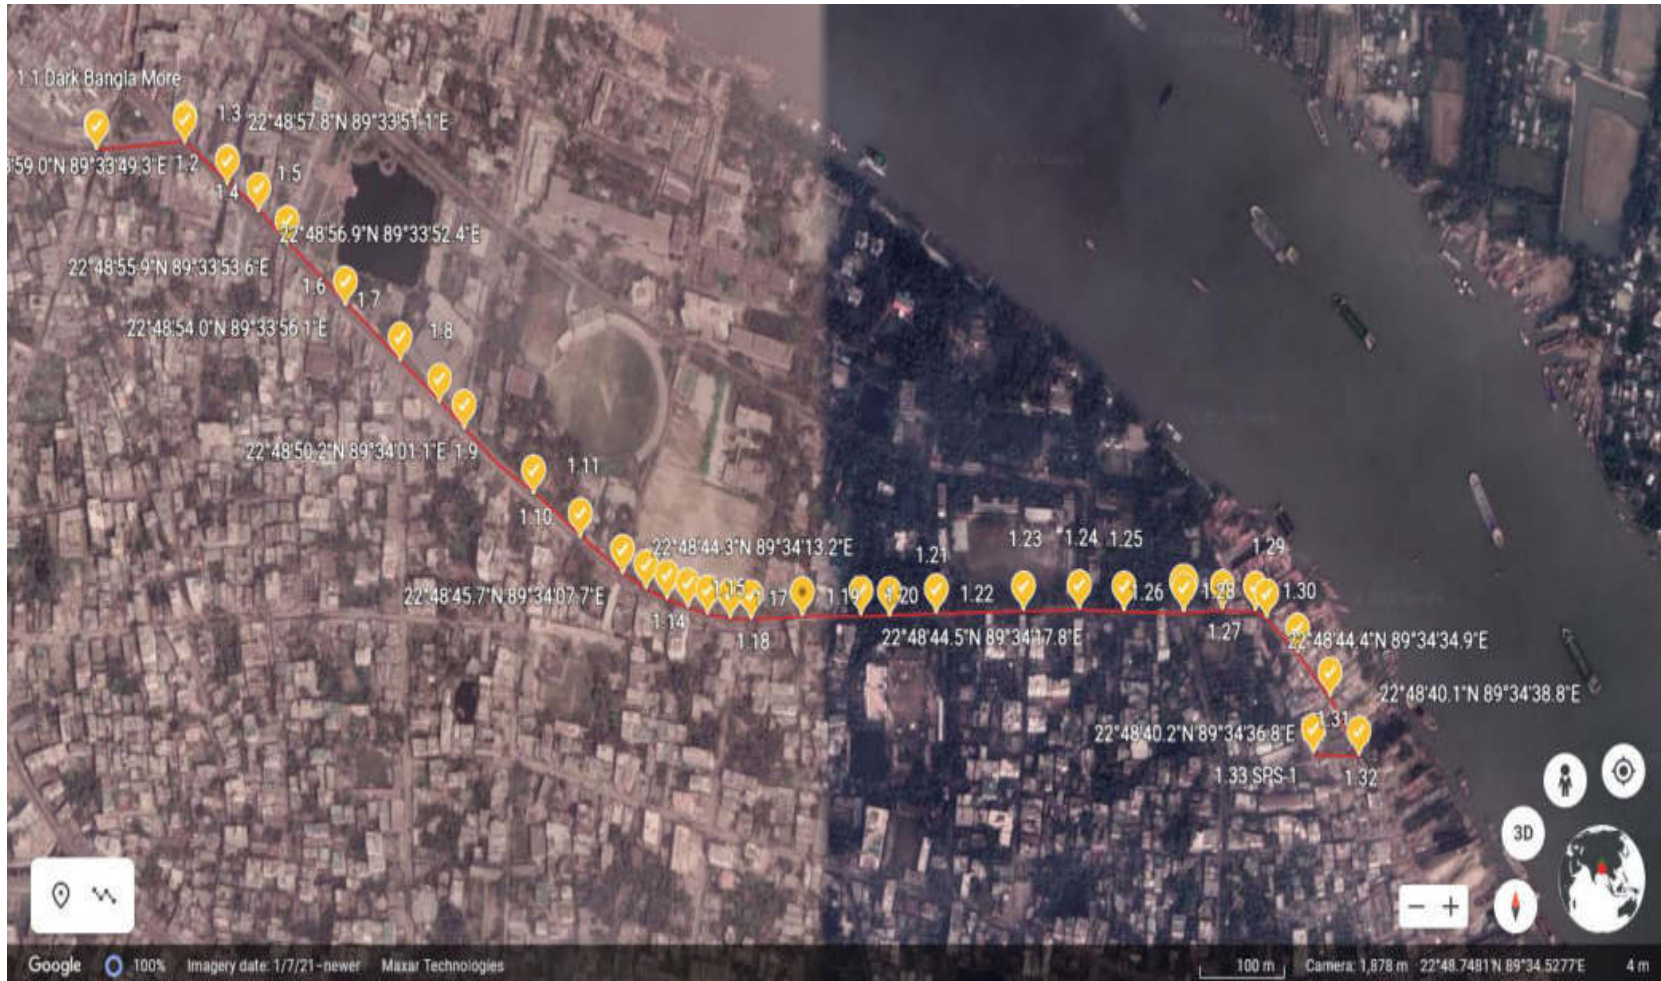 1.1 Dark Bangla More
1.3
22°48'57.8"N 89°33'51.1"E
'59.0"N 89°33'49.3"E
1.2
1.4
1.5
22°48'56.9"N 89°33'52.4"E
22°48'55.9"N 89°33'53.6"E
1.6
1.7
22°48'54.0"N 89°33'56.1"E
1.8
22°48'50.2"N 89°34'01.1"E
1.9
1.11
1.10
22°48'44.3"N 89°34'13.2"E
1.21
1.23
1.24
1.25
1.29
22°48'45.7"N 89°34'07.7"E
1.17
1.19
1.20
1.22
1.26
1.28
1.30
1.14
1.18
22°48'44.5"N 89°34'17.8"E
1.27
22°48'44.4"N 89°34'34.9"E
22°48'40.1"N 89°34'38.8"E
1.31
22°48'40.2"N 89°34'36.8"E
1.33 SPS-1
1.32
3D
Google
100%
Imagery date: 1/7/21-newer
Maxar Technologies
100 m
Camera: 1,878 m
22°48.7481'N 89°34.5277'E
4 m